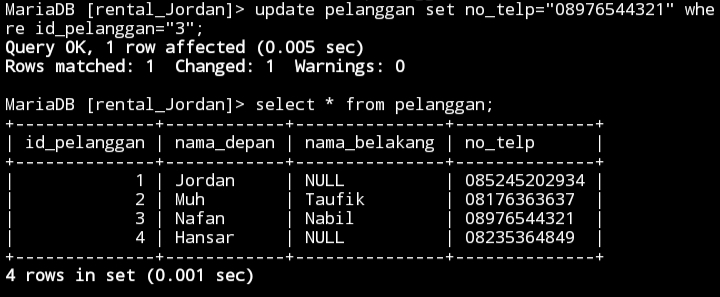 MariaDB [rental_Jordan]> update pelanggan set no_telp="08976544321" whe
re id_pelanggan="3";
Query OK, 1 row affected (0.005 sec)
Rows matched: 1  Changed: 1  Warnings: 0

MariaDB [rental_Jordan]> select * from pelanggan;
+--------------+------------+---------------+--------------+
| id_pelanggan | nama_depan | nama_belakang | no_telp      |
+--------------+------------+---------------+--------------+
|            1 | Jordan     | NULL          | 085245202934 |
|            2 | Muh        | Taufik        | 08176363637  |
|            3 | Nafan      | Nabil         | 08976544321  |
|            4 | Hansar     | NULL          | 08235364849  |
+--------------+------------+---------------+--------------+
4 rows in set (0.001 sec)